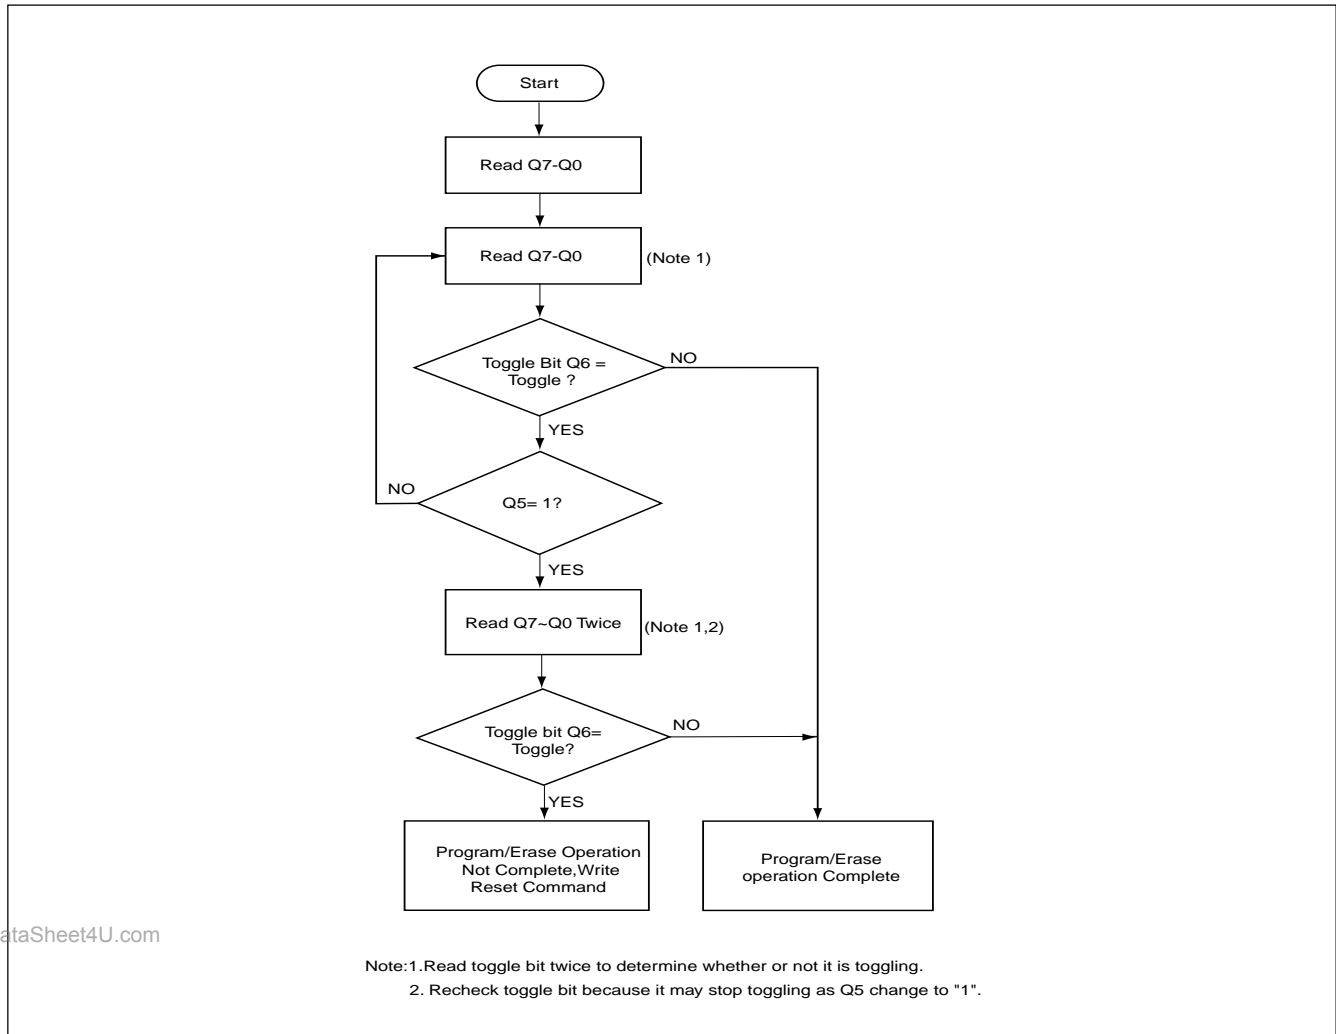 Start
Read Q7-Q0
Read Q7-Q0
(Note 1)
Toggle Bit Q6 =
Toggle ?
NO
YES
NO
Q5= 1?
YES
Read Q7~Q0 Twice
(Note 1,2)
Toggle bit Q6=
Toggle?
NO
YES
Program/Erase Operation
Not Complete,Write
Reset Command
Program/Erase
operation Complete
ataSheet4U.com
Note:1.Read toggle bit twice to determine whether or not it is toggling.
2. Recheck toggle bit because it may stop toggling as Q5 change to "1".